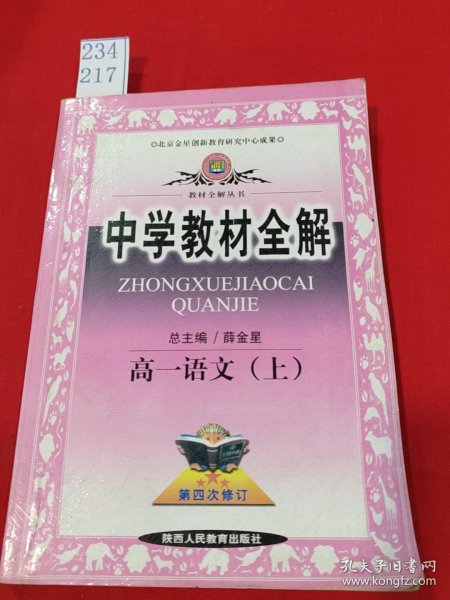 234
217
北京金星创新教育研究中心成果
教材全解丛书
中学教材全解
ZHONGXUEJIAOCAI
QUANJIE
总主编/薛金星
高一语文(上)
第四次修订
陕西人民教育出版社
孔夫子旧书网
www.kongfz.com